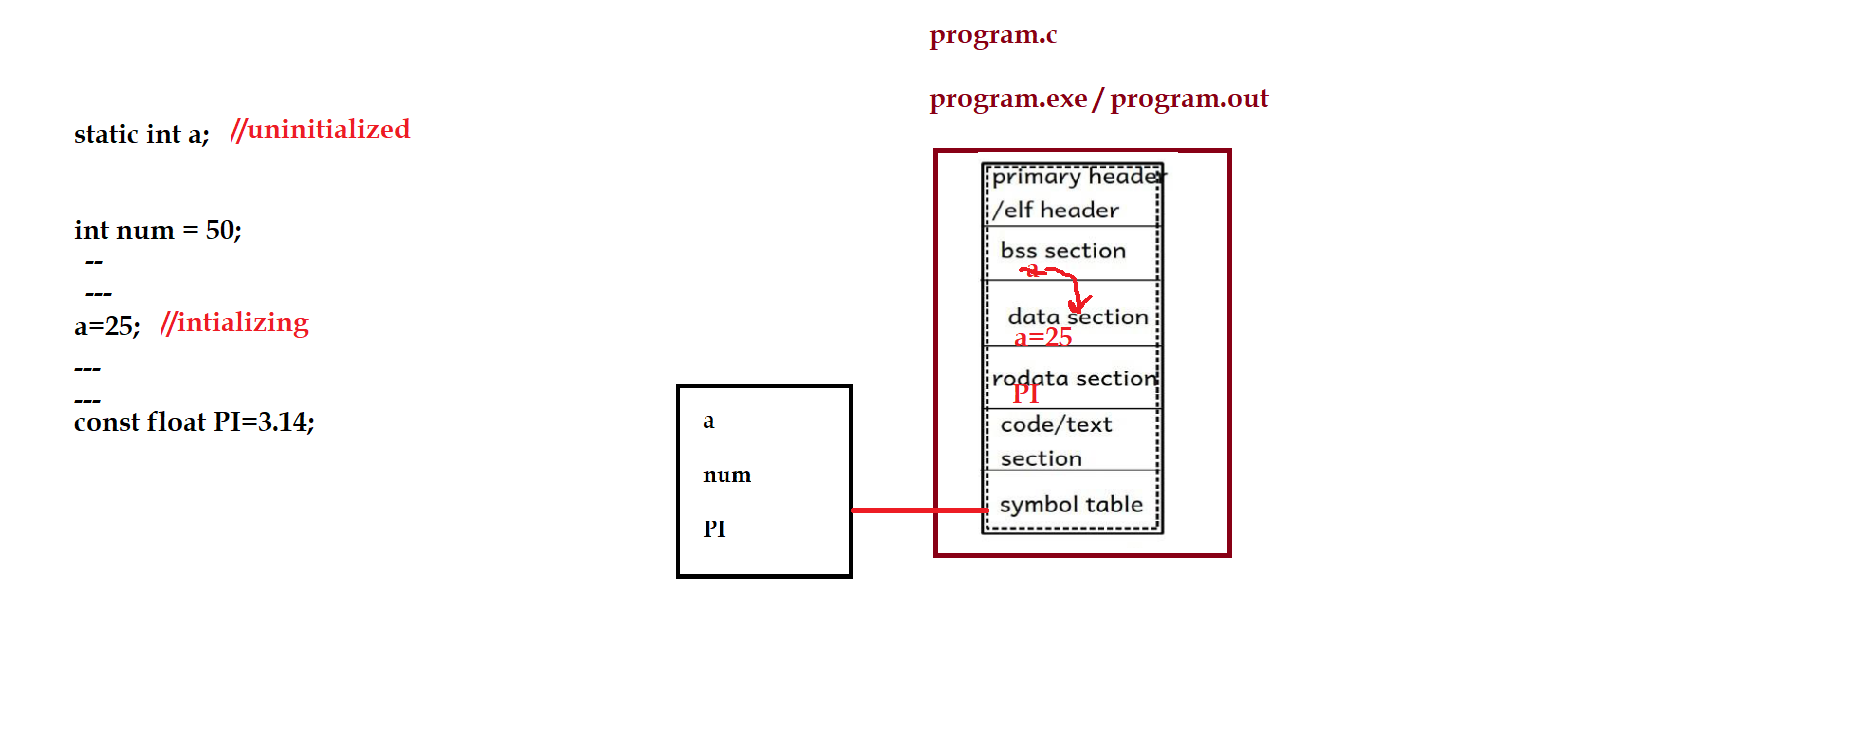 program.c
program.exe / program.out
static int a; //uninitialized
int num = 50;
--
---
a=25; //intializing
---
---
const float PI=3.14;
a
num
PI
primary header
/elf header
bss section
a
data section
a=25
rodata section
PI
code/text
section
symbol table